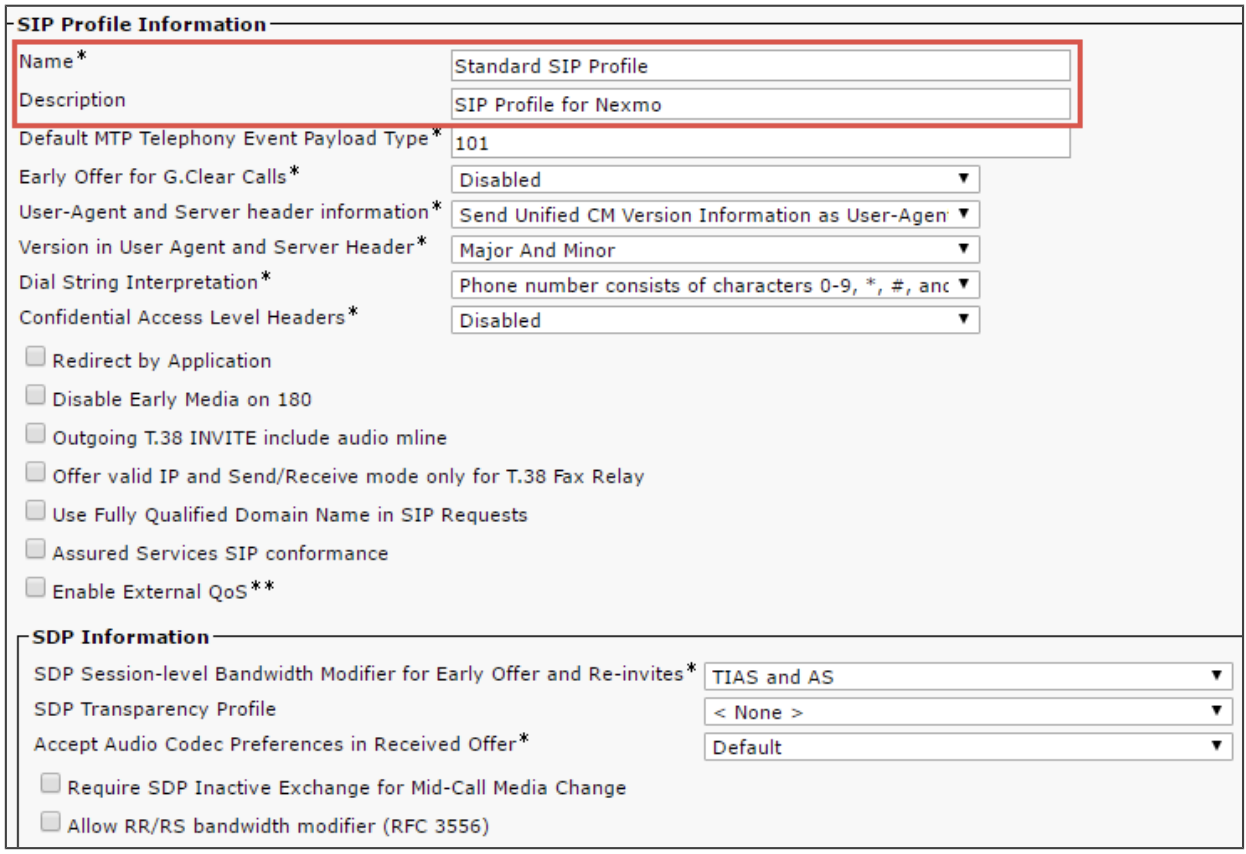 SIP Profile Information
Name* Standard SIP Profile
Description SIP Profile for Nexmo
Default MTP Telephony Event Payload Type* 101
Early Offer for G.Clear Calls* Disabled
User-Agent and Server header information* Send Unified CM Version Information as User-Agen
Version in User Agent and Server Header* Major And Minor
Dial String Interpretation* Phone number consists of characters 0-9, *, #, and
Confidential Access Level Headers* Disabled
Redirect by Application
Disable Early Media on 180
Outgoing T.38 INVITE include audio mline
Offer valid IP and Send/Receive mode only for T.38 Fax Relay
Use Fully Qualified Domain Name in SIP Requests
Assured Services SIP conformance
Enable External QoS**
SDP Information
SDP Session-level Bandwidth Modifier for Early Offer and Re-invites* TIAS and AS
SDP Transparency Profile < None >
Accept Audio Codec Preferences in Received Offer* Default
Require SDP Inactive Exchange for Mid-Call Media Change
Allow RR/RS bandwidth modifier (RFC 3556)